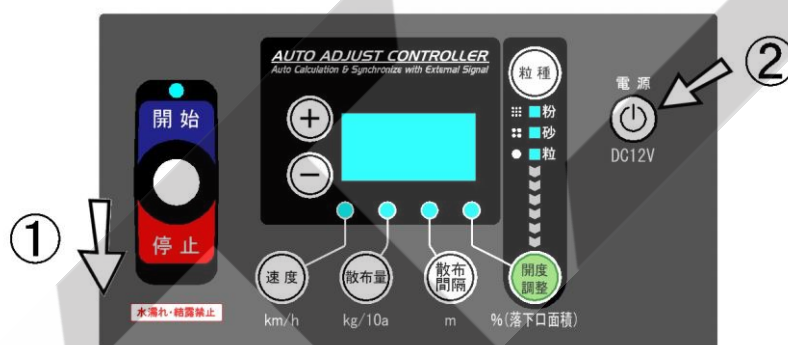 AUTO ADJUST CONTROLLER
Auto Calculation & Synchronize with External Signal
開始
停止
水濡れ・結露禁止
+
−
粒種
粉
砂
粒
電源
DC12V
①
②
速度
散布量
散布
間隔
開度
調整
km/h
kg/10a
m
%(落下口面積)